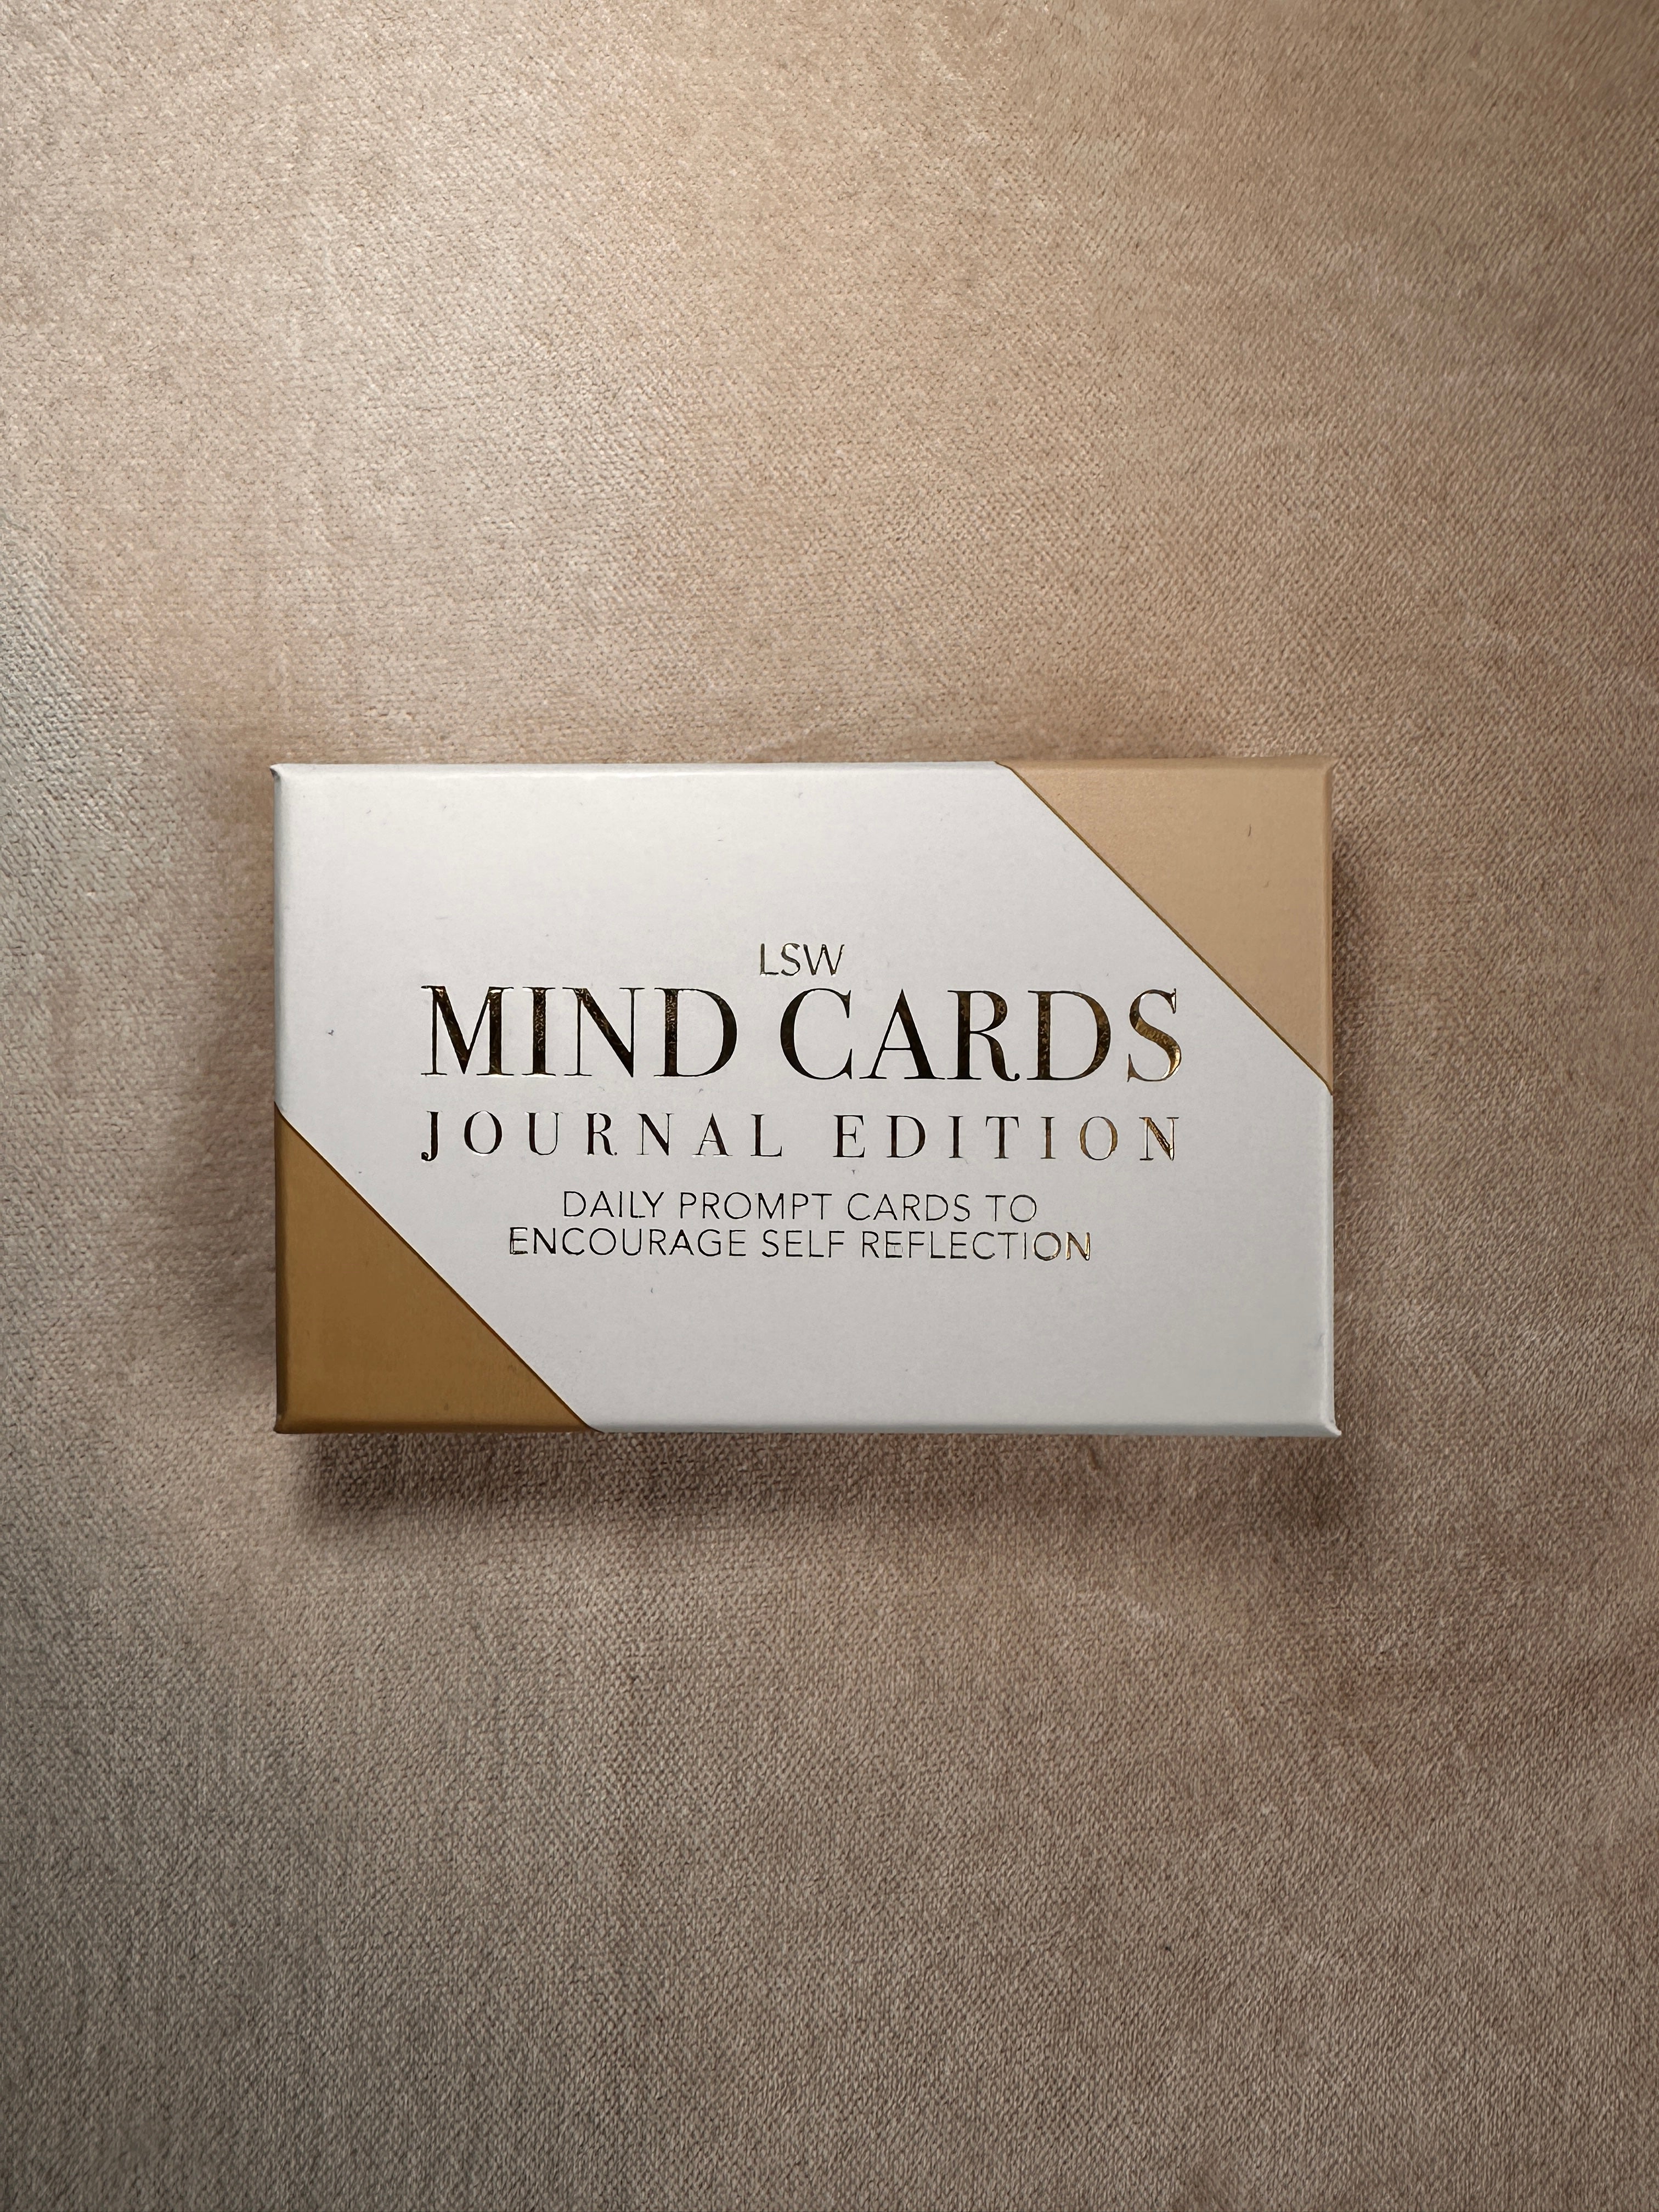 LSW
MIND CARDS
JOURNAL EDITION
DAILY PROMPT CARDS TO
ENCOURAGE SELF REFLECTION